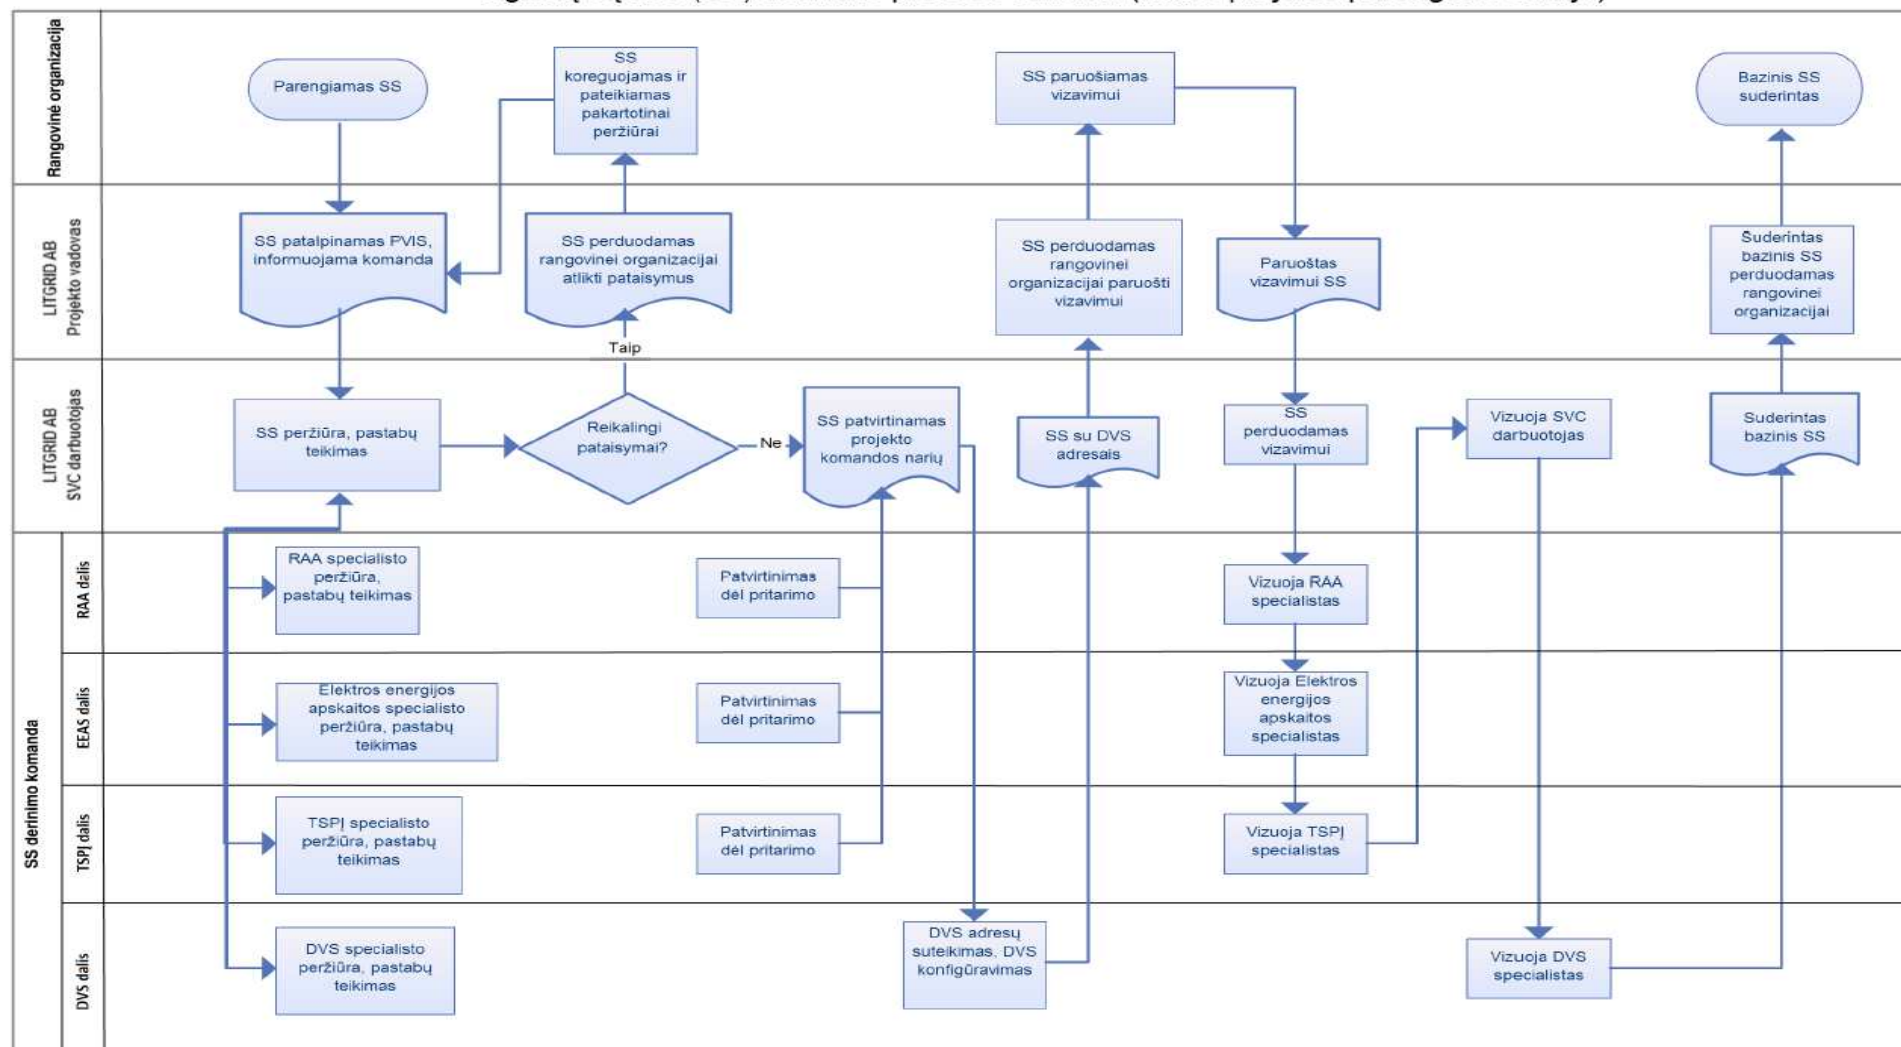 Rangovinė organizacija
Parengiamas SS
SS
koreguojamas ir
pateikiamas
pakartotinai
peržiūrai
SS paruošiamas
vizavimui
Bazinis SS
suderintas
LITGRID AB
Projekto vadovas
SS patalpinamas PVIS,
informuojama komanda
SS perduodamas
rangovinei organizacijai
atlikti pataisymus
SS perduodamas
rangovinei
organizacijai paruošti
vizavimui
Paruoštas
vizavimui SS
Suderintas
bazinis SS
perduodamas
rangovinei
organizacijai
Taip
LITGRID AB
SVC darbuotojas
SS peržiūra, pastabų
teikimas
Reikalingi
pataisymai?
Ne
SS patvirtinamas
projekto
komandos narių
SS su DVS
adresais
SS
perduodamas
vizavimui
Vizuoja SVC
darbuotojas
Suderintas
bazinis SS
SS derinimo komanda
RAA dalis
RAA specialisto
peržiūra,
pastabų teikimas
Patvirtinimas
dėl pritarimo
Vizuoja RAA
specialistas
EEAS dalis
Elektros energijos
apskaitos specialisto
peržiūra, pastabų
teikimas
Patvirtinimas
dėl pritarimo
Vizuoja Elektros
energijos
apskaitos
specialistas
TSPĮ dalis
TSPĮ specialisto
peržiūra, pastabų
teikimas
Patvirtinimas
dėl pritarimo
Vizuoja TSPĮ
specialistas
DVS dalis
DVS specialisto
peržiūra, pastabų
teikimas
DVS adresų
suteikimas, DVS
konfigūravimas
Vizuoja DVS
specialistas